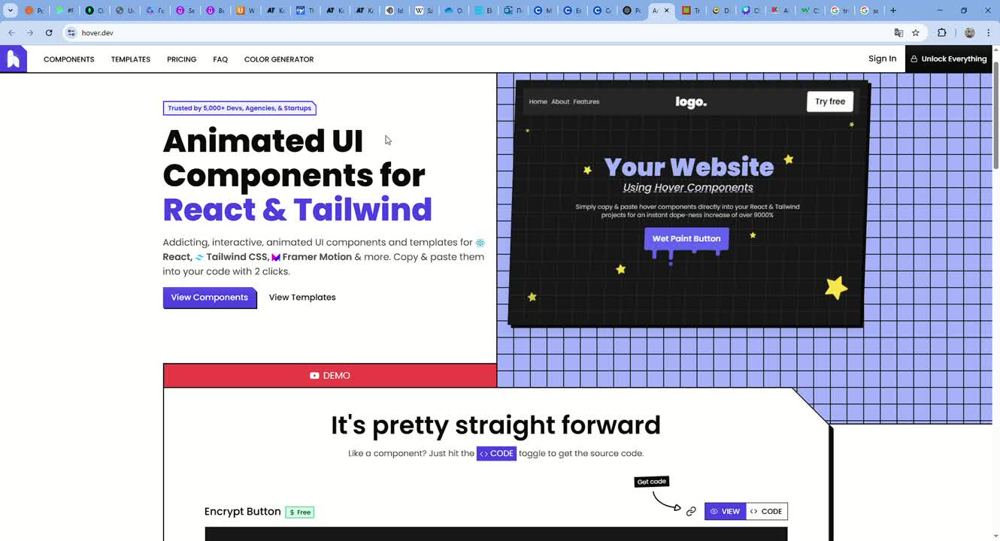 hover.dev
COMPONENTS TEMPLATES PRICING FAQ COLOR GENERATOR
Sign In
Unlock Everything
Trusted by 5,000+ Devs, Agencies, & Startups
Animated UI
Components for
React & Tailwind
Addicting, interactive, animated UI components and templates for
React, Tailwind CSS, Framer Motion & more. Copy & paste them
into your code with 2 clicks.
View Components View Templates
Home About Features
logo.
Try free
Your Website
Using Hover Components
Simply copy & paste hover components directly into your React & Tailwind
projects for an instant dope-ness increase of over 9000%
Wet Paint Button
DEMO
It's pretty straight forward
Like a component? Just hit the <> CODE toggle to get the source code.
Get code
Encrypt Button $ Free
VIEW <> CODE